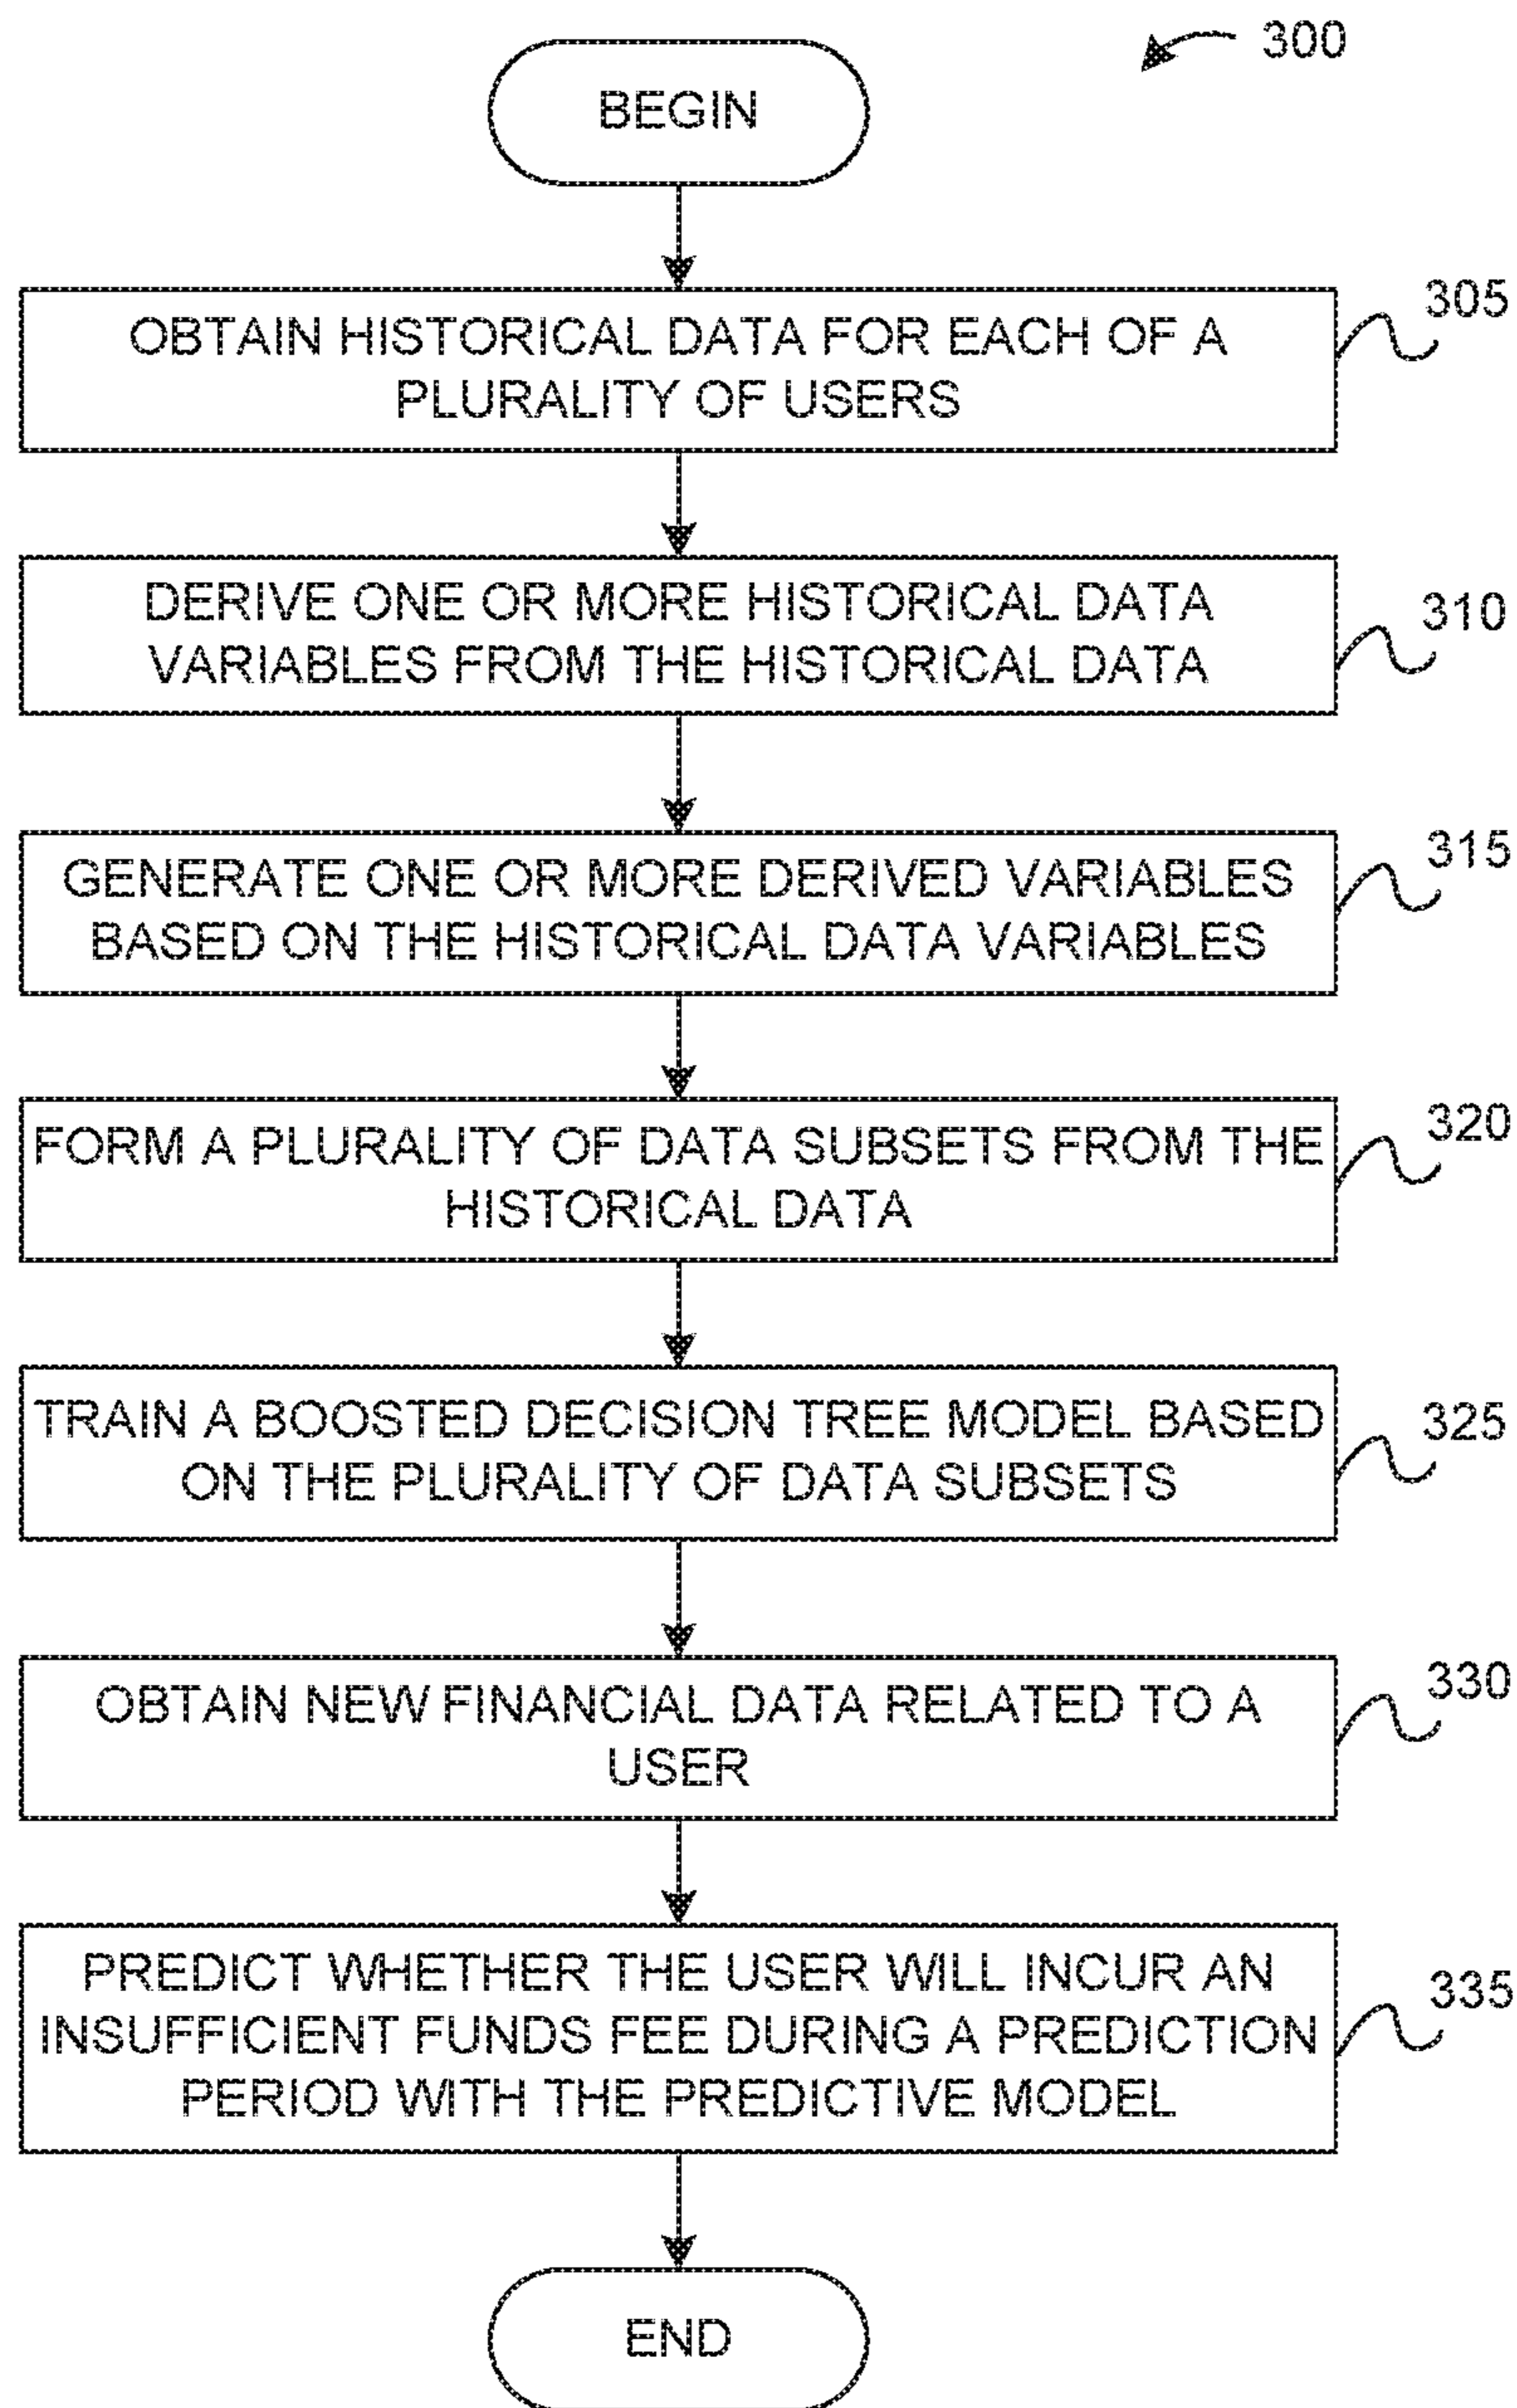 300
BEGIN
305
OBTAIN HISTORICAL DATA FOR EACH OF A
PLURALITY OF USERS
310
DERIVE ONE OR MORE HISTORICAL DATA
VARIABLES FROM THE HISTORICAL DATA
315
GENERATE ONE OR MORE DERIVED VARIABLES
BASED ON THE HISTORICAL DATA VARIABLES
320
FORM A PLURALITY OF DATA SUBSETS FROM THE
HISTORICAL DATA
325
TRAIN A BOOSTED DECISION TREE MODEL BASED
ON THE PLURALITY OF DATA SUBSETS
330
OBTAIN NEW FINANCIAL DATA RELATED TO A
USER
335
PREDICT WHETHER THE USER WILL INCUR AN
INSUFFICIENT FUNDS FEE DURING A PREDICTION
PERIOD WITH THE PREDICTIVE MODEL
END